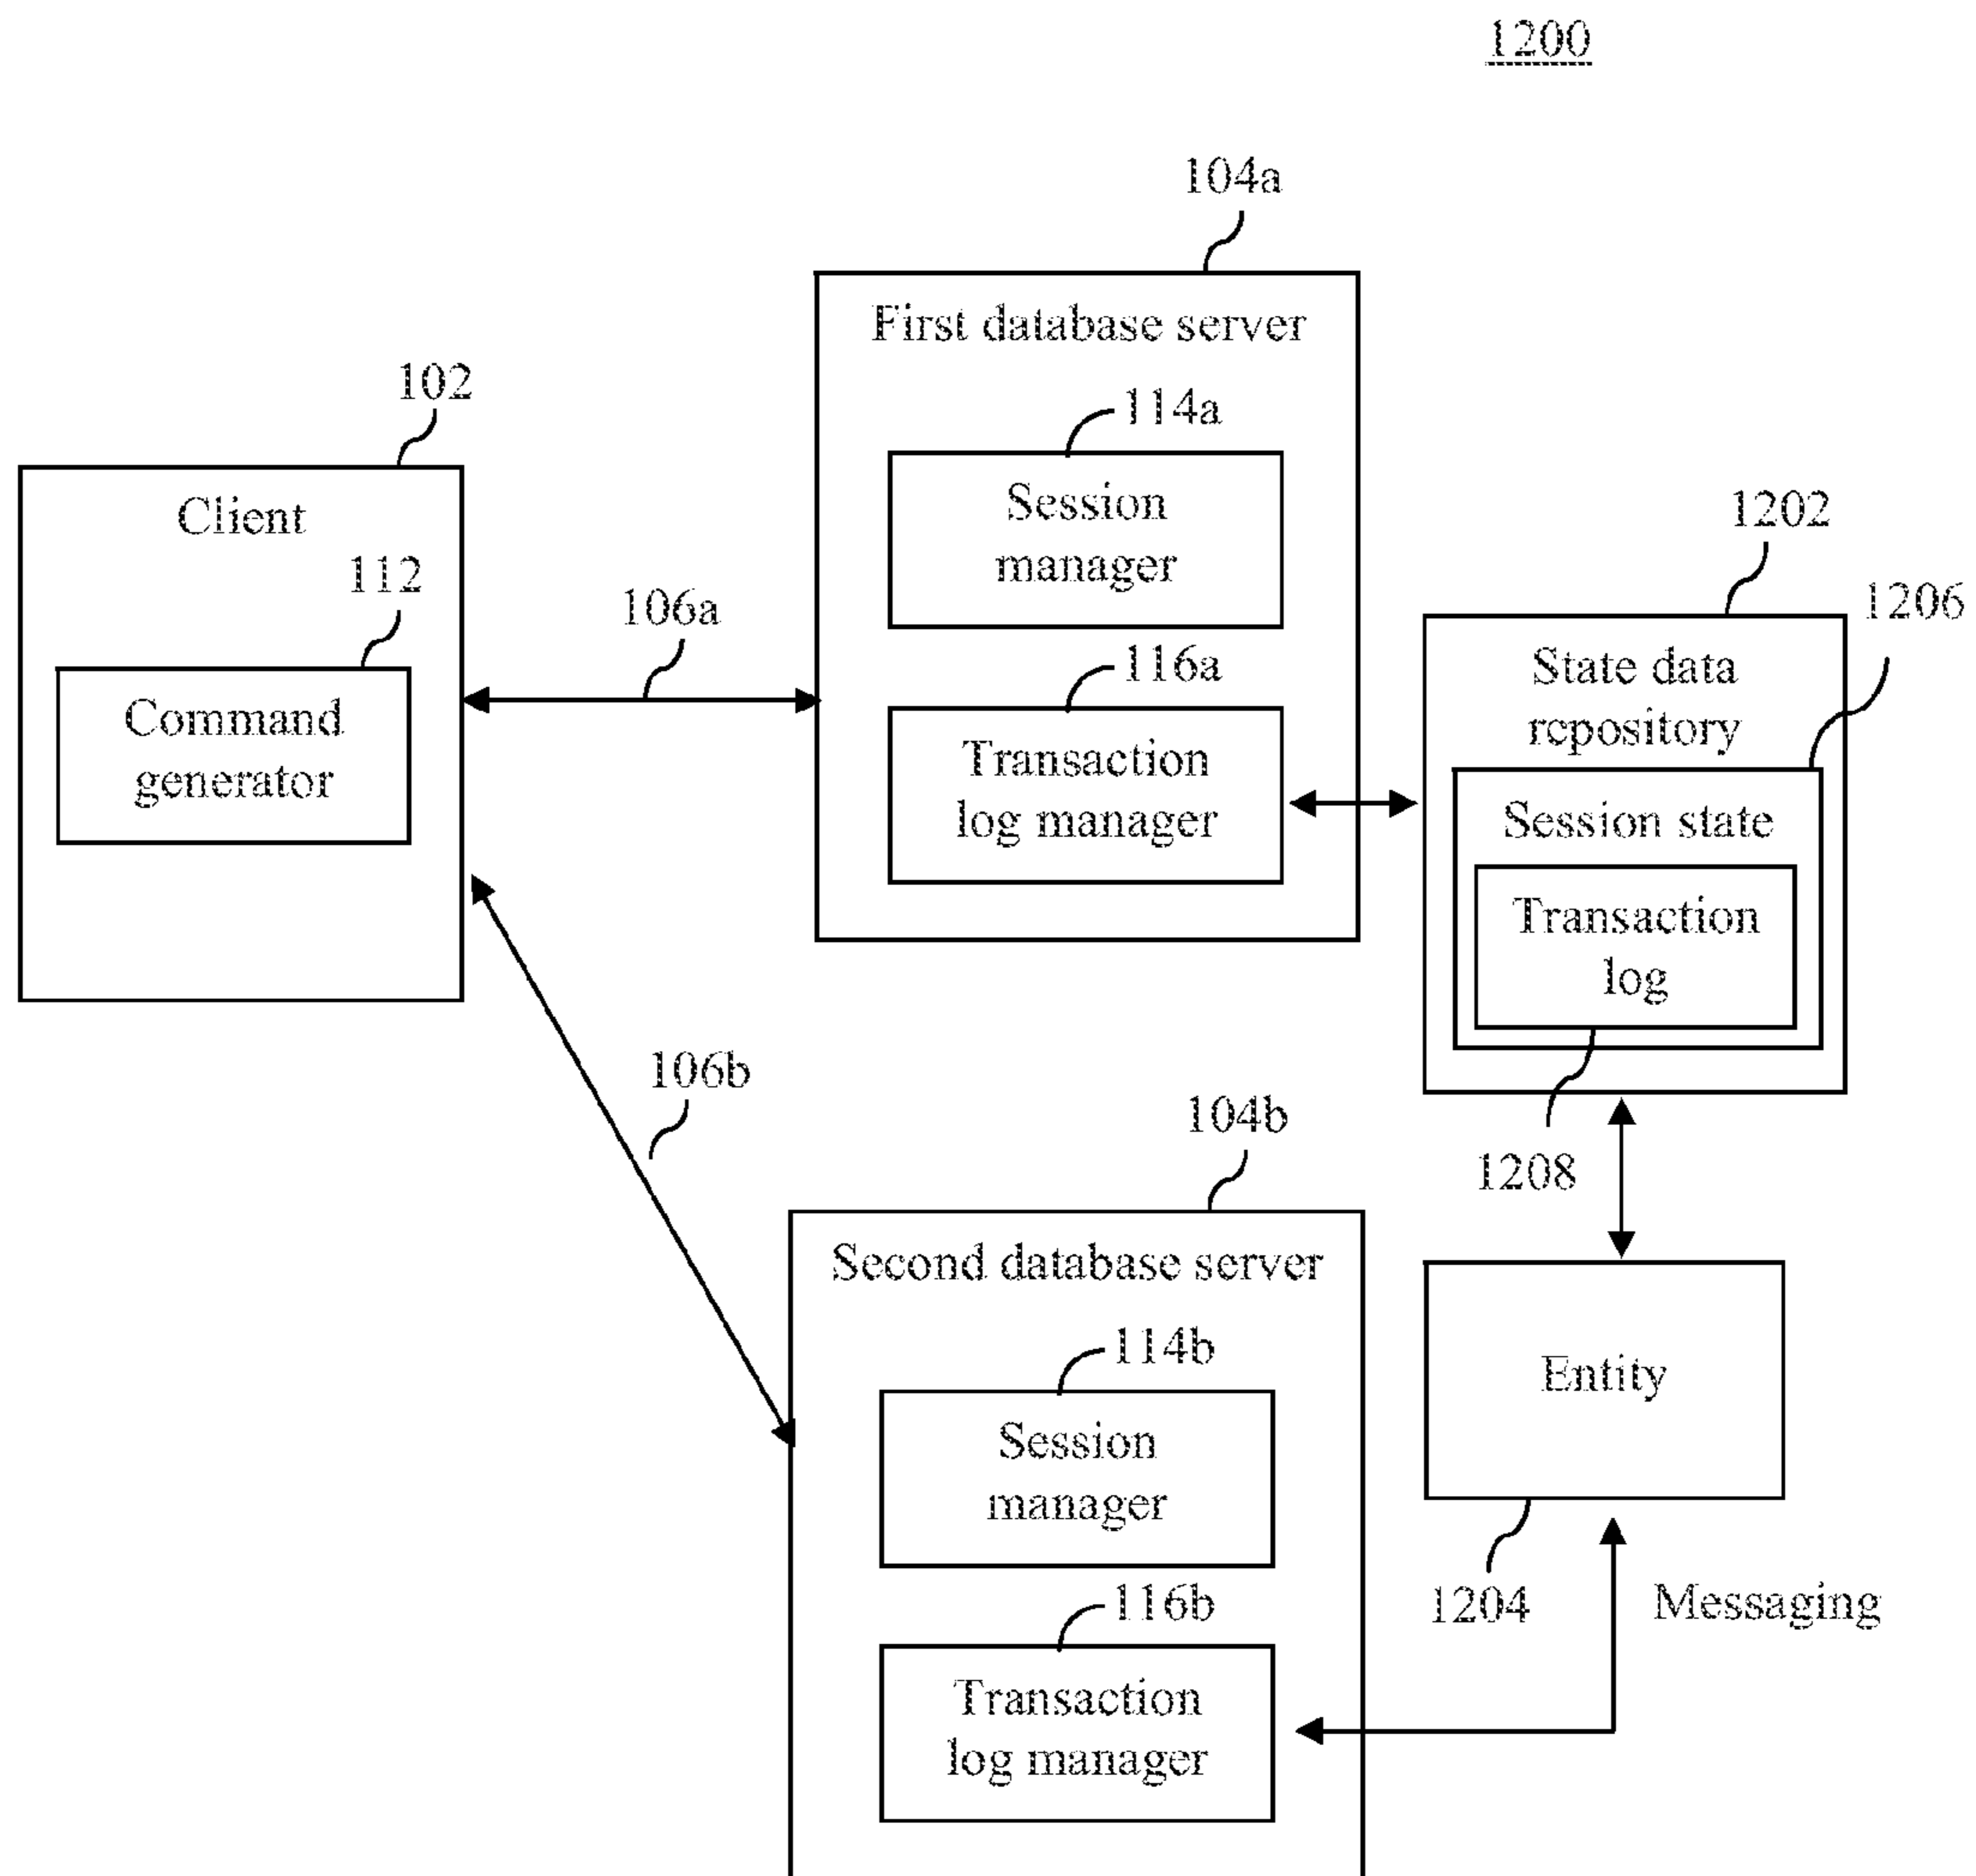 1200
104a
First database server
102
114a
Client
Session
manager
1202
112
1206
106a
116a
State data
repository
Command
generator
Transaction
log manager
Session state
Transaction
log
106b
104b
1208
Second database server
114b
Entity
Session
manager
116b
1204
Messaging
Transaction
log manager